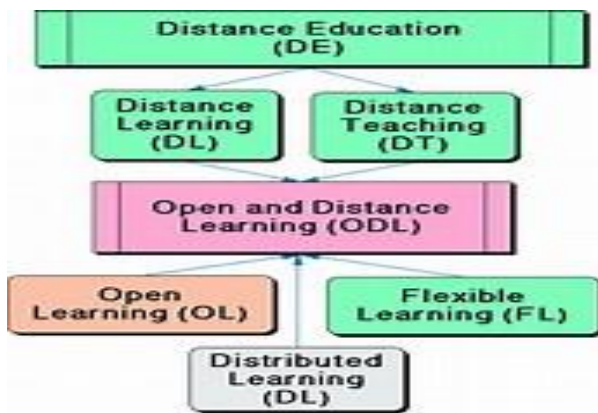 Distance Education
(DE)
Distance
Learning
(DL)
Distance
Teaching
(DT)
Open and Distance
Learning (ODL)
Open
Learning (OL)
Flexible
Learning (FL)
Distributed
Learning
(DL)